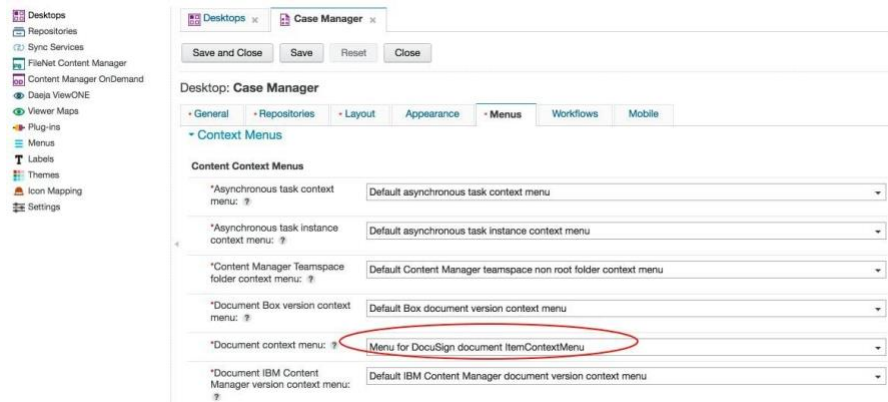 Desktops
Repositories
Sync Services
FileNet Content Manager
Content Manager OnDemand
Daeja ViewONE
Viewer Maps
Plug-ins
Menus
Labels
Themes
Icon Mapping
Settings
Desktops x Case Manager x
Save and Close Save Reset Close
Desktop: Case Manager
General Repositories Layout Appearance Menus Workflows Mobile
Context Menus
Content Context Menus
*Asynchronous task context
menu: ? Default asynchronous task context menu
*Asynchronous task instance
context menu: ? Default asynchronous task instance context menu
*Content Manager Teamspace
folder context menu: ? Default Content Manager teamspace non root folder context menu
*Document Box version context
menu: ? Default Box document version context menu
*Document context menu: ? Menu for DocuSign document ItemContextMenu
*Document IBM Content
Manager version context menu: Default IBM Content Manager document version context menu
?